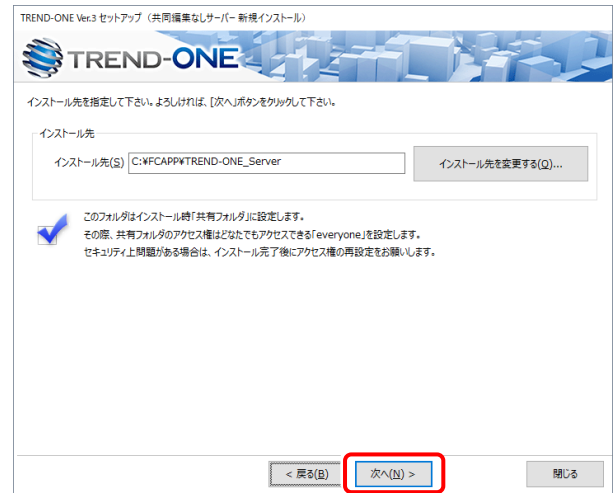 TREND-ONE Ver.3 セットアップ（共同編集なしサーバー 新規インストール）
TREND-ONE
インストール先を指定して下さい。よろしければ、[次へ]ボタンをクリックして下さい。
インストール先
インストール先(S) C:¥FCAPP¥TREND-ONE_Server インストール先を変更する(Q)...
このフォルダはインストール時「共有フォルダ」に設定します。
その際、共有フォルダのアクセス権はどなたでもアクセスできる「everyone」を設定します。
セキュリティ上問題がある場合は、インストール完了後にアクセス権の再設定をお願いします。
< 戻る(B) 次へ(N) > 閉じる